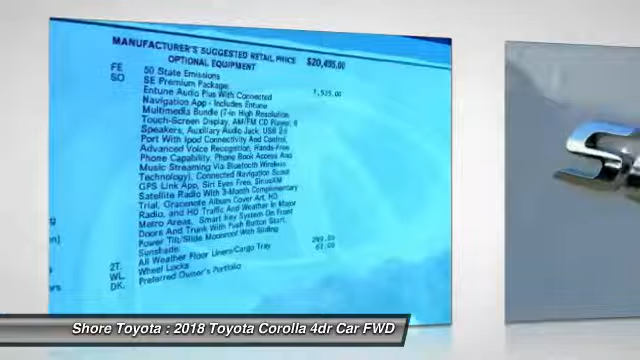 MANUFACTURER'S SUGGESTED RETAIL PRICE $20,495.00
OPTIONAL EQUIPMENT
FE 50 State Emissions
SO SE Premium Package: 1,535.00
Entune Audio Plus With Connected
Navigation App - Includes Entune
Multimedia Bundle (7-in High Resolution
Touch-Screen Display, AM/FM CD Player, 6
Speakers, Auxiliary Audio Jack, USB 2.0
Port With Ipod Connectivity And Control,
Advanced Voice Recognition, Hands-Free
Phone Capability, Phone Book Access And
Music Streaming Via Bluetooth Wireless
Technology), Connected Navigation Scout
GPS Link App, Siri Eyes Free, SiriusXM
Satellite Radio With 3-Month Complimentary
Trial, Gracenote Album Cover Art, HD
Radio, and HD Traffic And Weather In Major
Metro Areas, Smart Key System On Front
Doors And Trunk With Push Button Start,
Power Tilt/Slide Moonroof With Sliding
Sunshade.
2T. All Weather Floor Liners/Cargo Tray
WL. Wheel Locks 67.00
DK. Preferred Owner's Portfolio
S
Shore Toyota : 2018 Toyota Corolla 4dr Car FWD